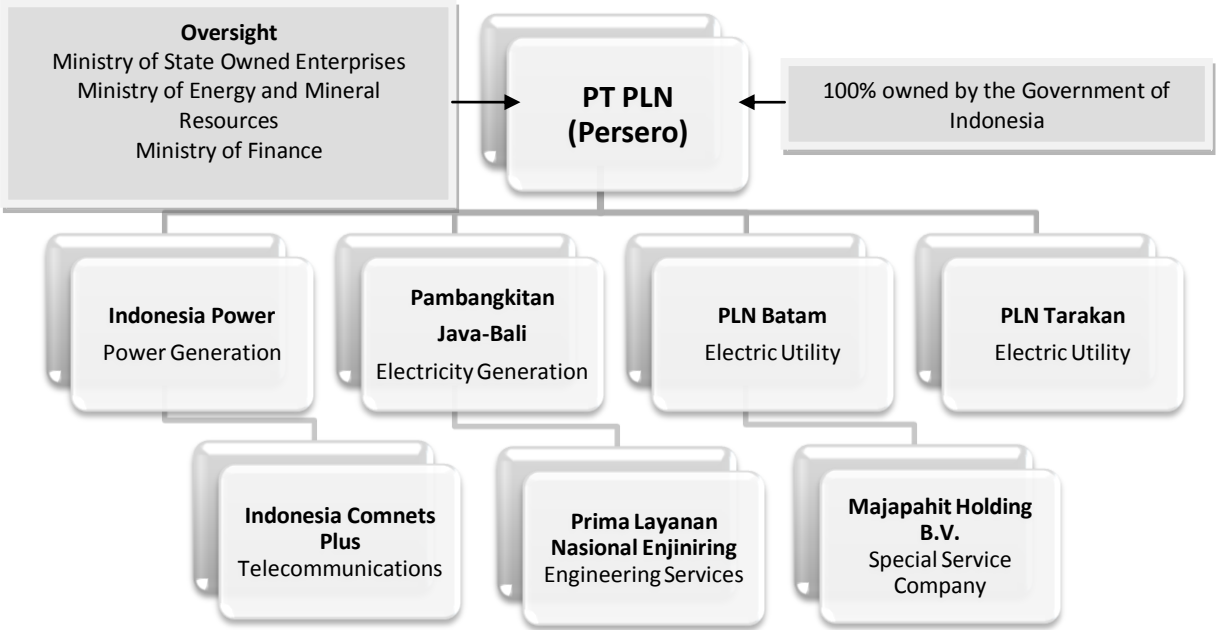 Oversight
Ministry of State Owned Enterprises
Ministry of Energy and Mineral
Resources
Ministry of Finance
PT PLN
(Persero)
100% owned by the Government of
Indonesia
Indonesia Power
Power Generation
Pambangkitan
Java-Bali
Electricity Generation
PLN Batam
Electric Utility
PLN Tarakan
Electric Utility
Indonesia Comnets
Plus
Telecommunications
Prima Layanan
Nasional Enjiniring
Engineering Services
Majapahit Holding
B.V.
Special Service
Company